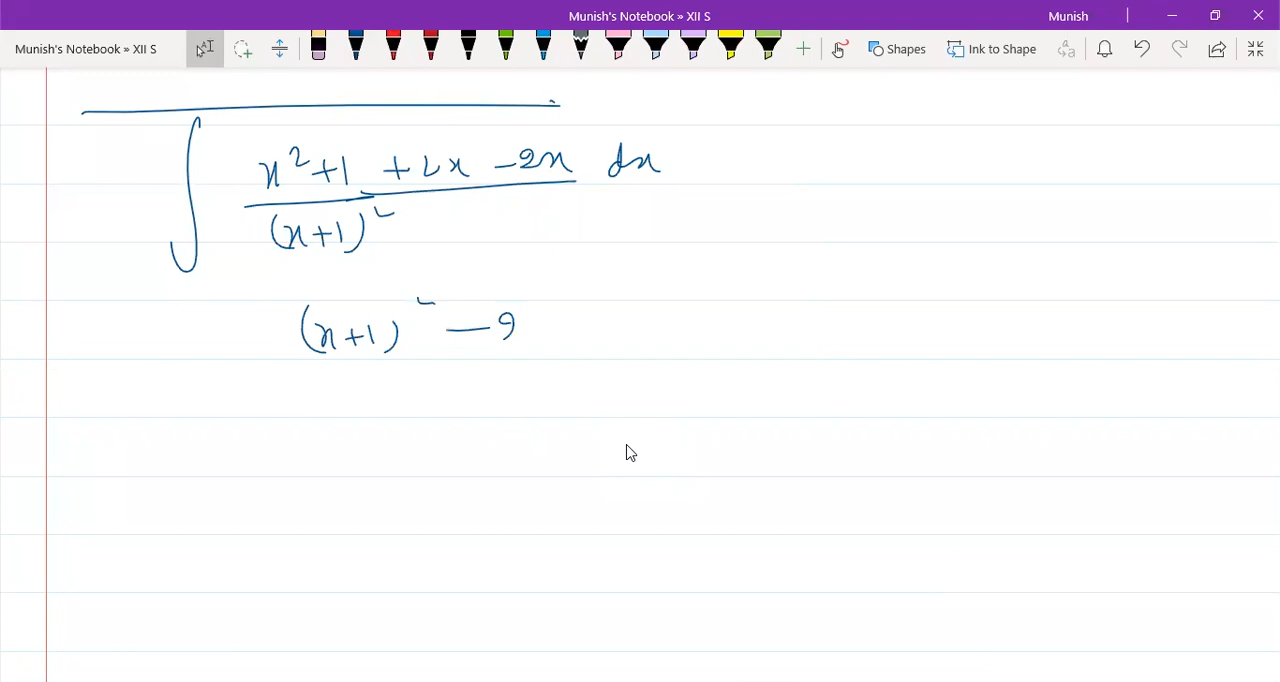 Munish's Notebook » XII S
Munish
Munish's Notebook » XII S
Shapes
Ink to Shape
∫ x² + 1 + 2x - 2x dx
(x+1)²
(x+1)² — 9